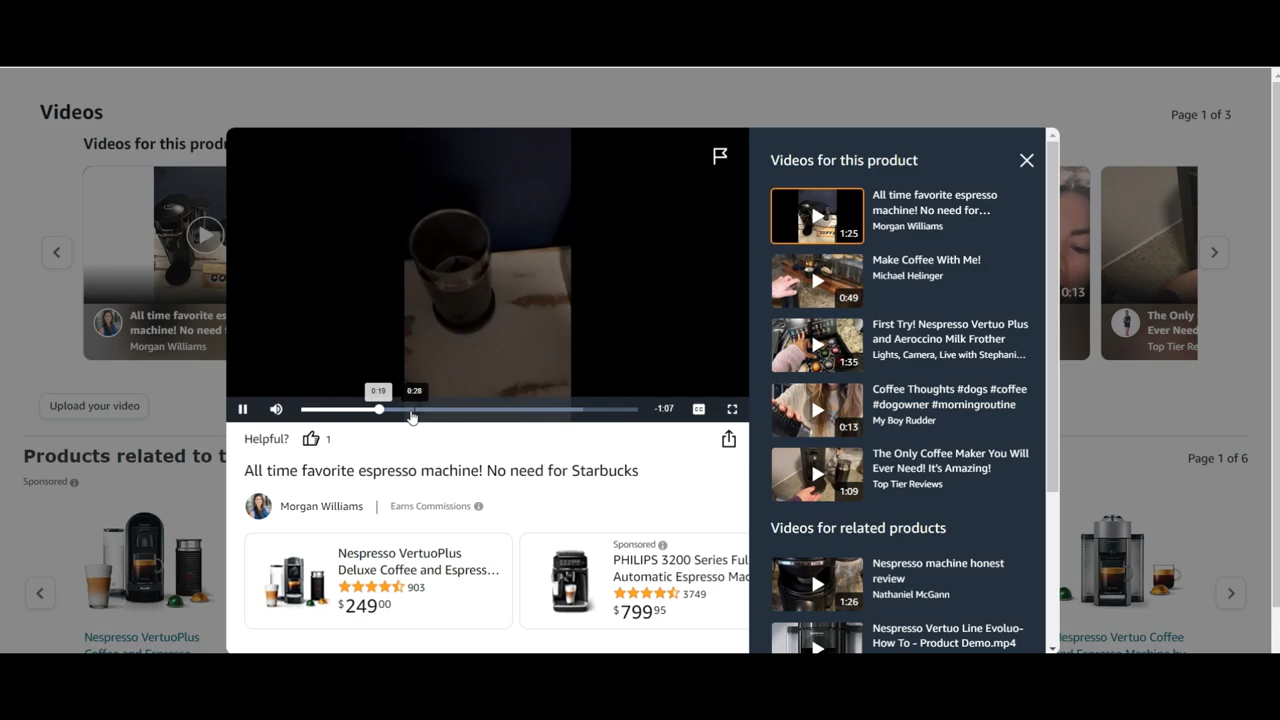 Videos
Page 1 of 3
Videos for this produ
All time favorite es
machine! No need
Morgan Williams
Upload your video
Products related to t
Sponsored
Nespresso VertuoPlus
Coffee and Espresso
0:19
0:28
-1:07
CC
Helpful?
1
All time favorite espresso machine! No need for Starbucks
Morgan Williams | Earns Commissions
Nespresso VertuoPlus
Deluxe Coffee and Espress...
903
$249⁰⁰
Sponsored
PHILIPS 3200 Series Ful
Automatic Espresso Mac
3749
$799⁹⁵
Videos for this product
All time favorite espresso
machine! No need for...
Morgan Williams
1:25
Make Coffee With Me!
Michael Helinger
0:49
First Try! Nespresso Vertuo Plus
and Aeroccino Milk Frother
Lights, Camera, Live with Stephani...
1:35
Coffee Thoughts #dogs #coffee
#dogowner #morningroutine
My Boy Rudder
0:13
The Only Coffee Maker You Will
Ever Need! It's Amazing!
Top Tier Reviews
1:09
Videos for related products
Nespresso machine honest
review
Nathaniel McGann
1:26
Nespresso Vertuo Line Evoluo-
How To - Product Demo.mp4
0:13
The Only
Ever Need
Top Tier Re
Page 1 of 6
espresso Vertuo Coffee